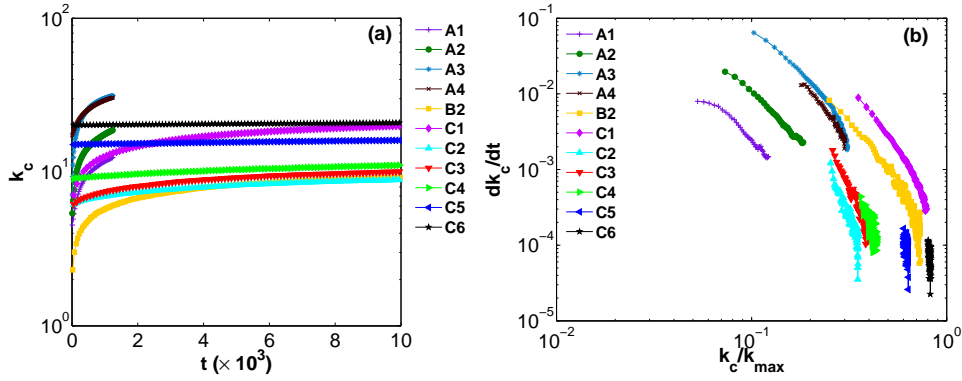 (a)
10^2
10^1
10^0
k_c
0
2
4
6
8
10
t (× 10^3)
A1
A2
A3
A4
B2
C1
C2
C3
C4
C5
C6
(b)
10^-1
10^-2
10^-3
10^-4
10^-5
dk_c/dt
10^-2
10^-1
10^0
k_c/k_max
A1
A2
A3
A4
B2
C1
C2
C3
C4
C5
C6